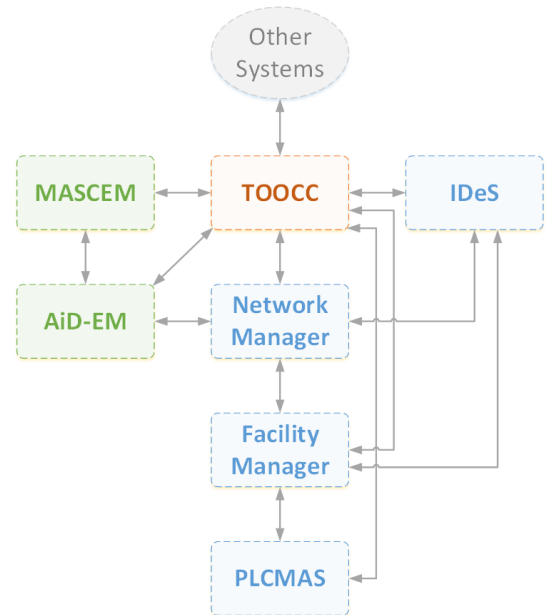 Other
Systems
MASCEM
TOOCC
IDeS
AiD-EM
Network
Manager
Facility
Manager
PLCMAS